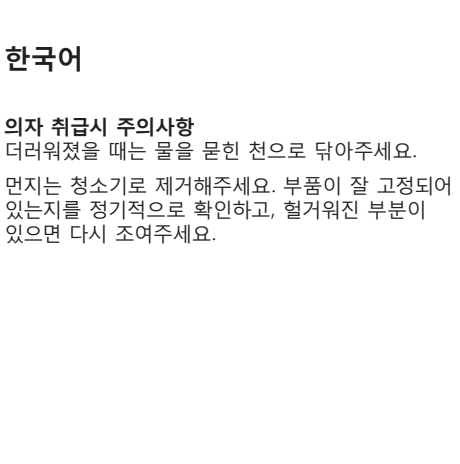 한국어
의자 취급시 주의사항
더러워졌을 때는 물을 묻힌 천으로 닦아주세요.
먼지는 청소기로 제거해주세요. 부품이 잘 고정되어
있는지를 정기적으로 확인하고, 헐거워진 부분이
있으면 다시 조여주세요.